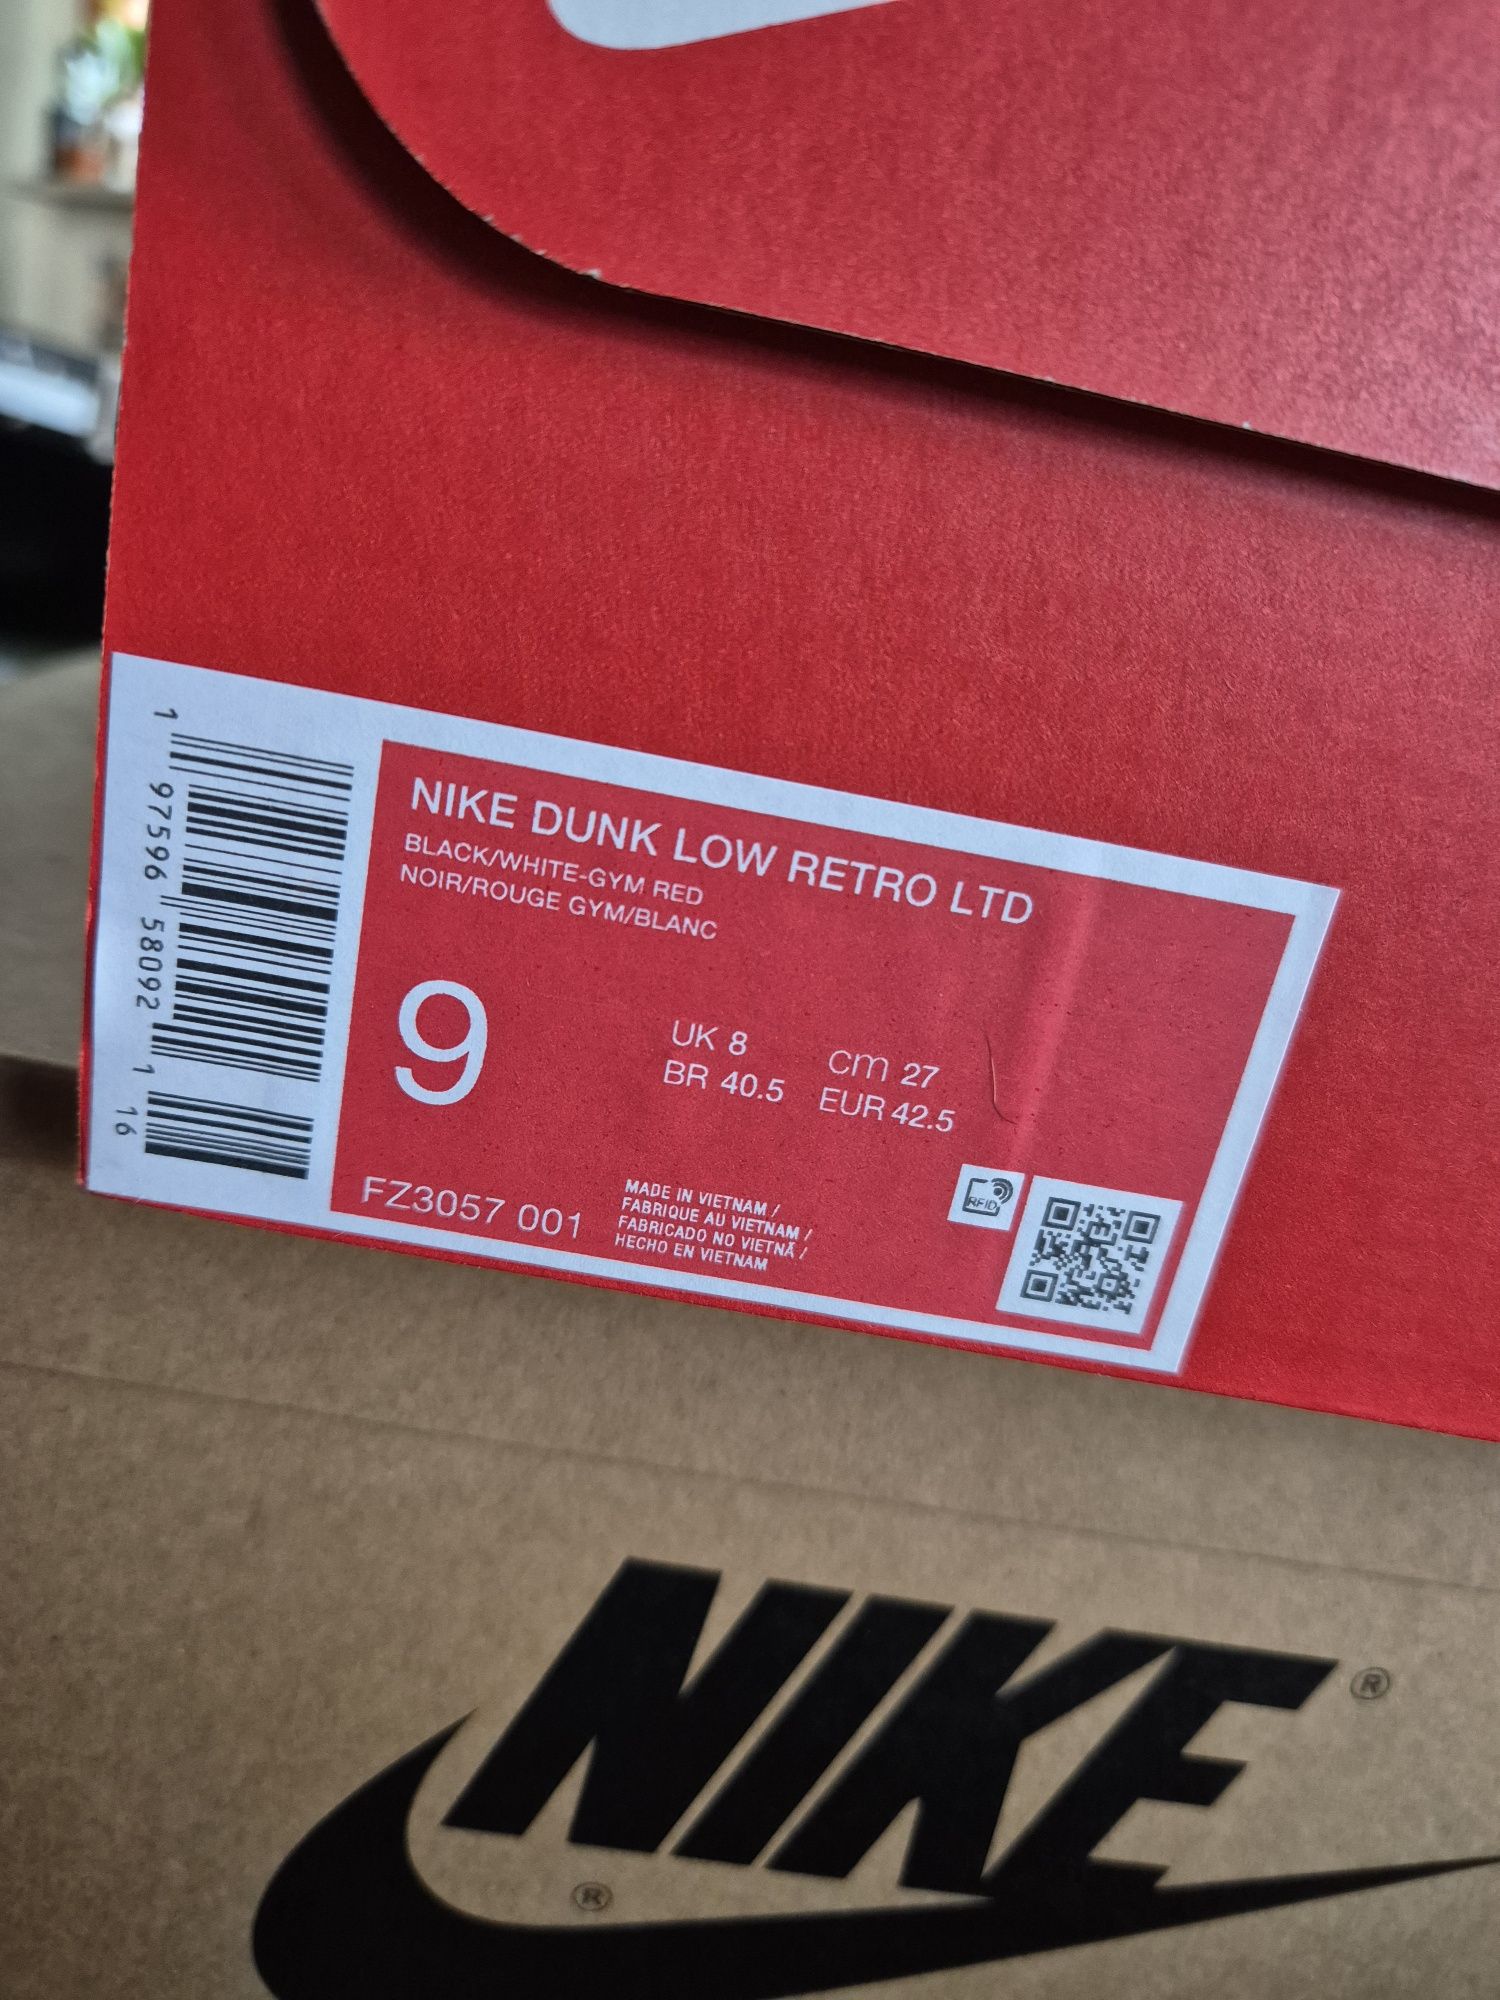 NIKE DUNK LOW RETRO LTD
BLACK/WHITE-GYM RED
NOIR/ROUGE GYM/BLANC
9
UK 8
cm 27
BR 40.5
EUR 42.5
FZ3057 001
MADE IN VIETNAM /
FABRIQUE AU VIETNAM /
FABRICADO NO VIETNÃ /
HECHO EN VIETNAM
RFID
1 97596 58092 1 16
NIKE®
®